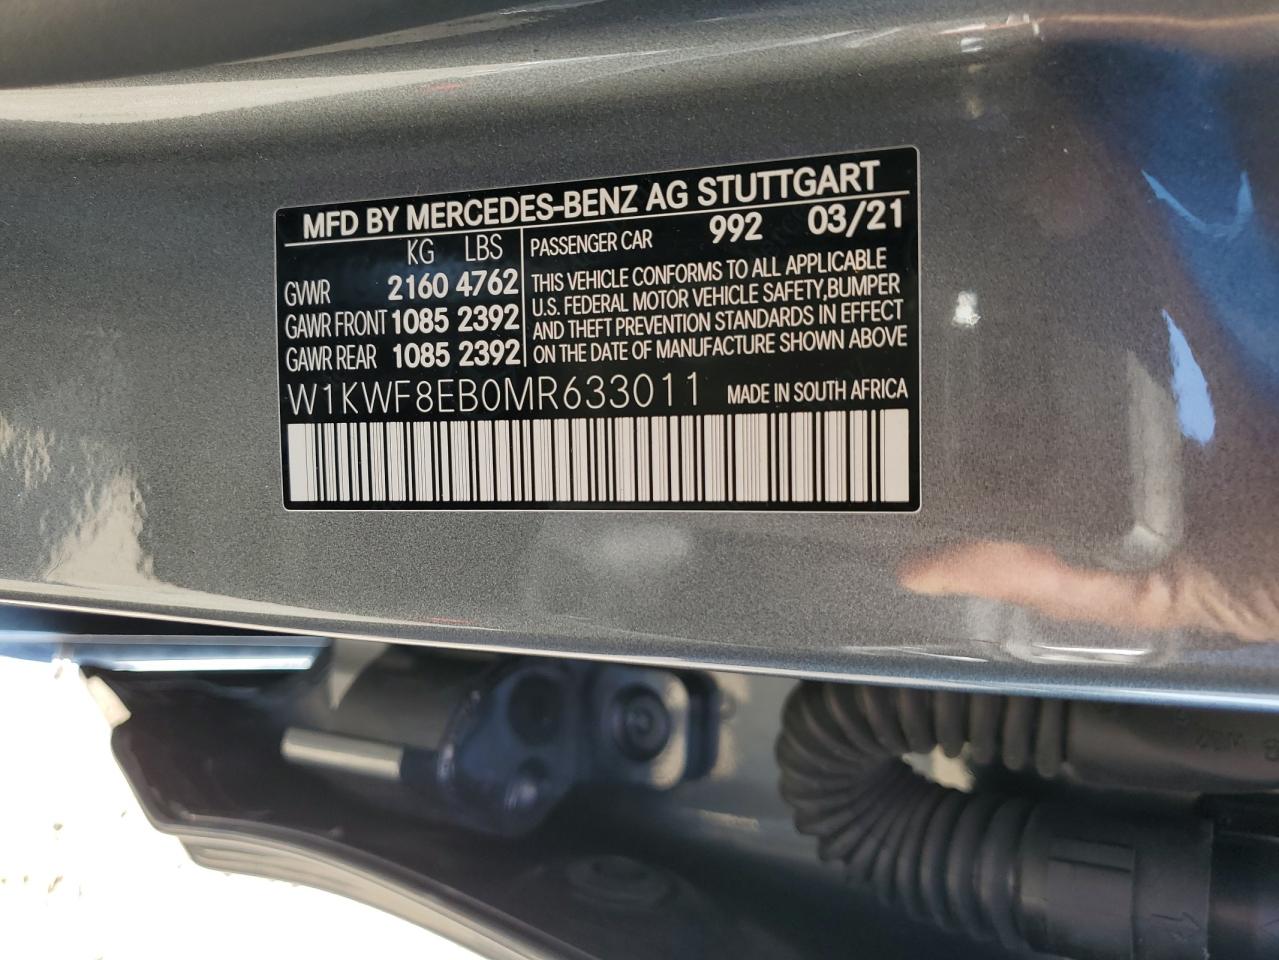 MFD BY MERCEDES-BENZ AG STUTTGART
KG LBS
GVWR 2160 4762
GAWR FRONT 1085 2392
GAWR REAR 1085 2392
PASSENGER CAR 992 03/21
THIS VEHICLE CONFORMS TO ALL APPLICABLE
U.S. FEDERAL MOTOR VEHICLE SAFETY,BUMPER
AND THEFT PREVENTION STANDARDS IN EFFECT
ON THE DATE OF MANUFACTURE SHOWN ABOVE
W1KWF8EB0MR633011 MADE IN SOUTH AFRICA